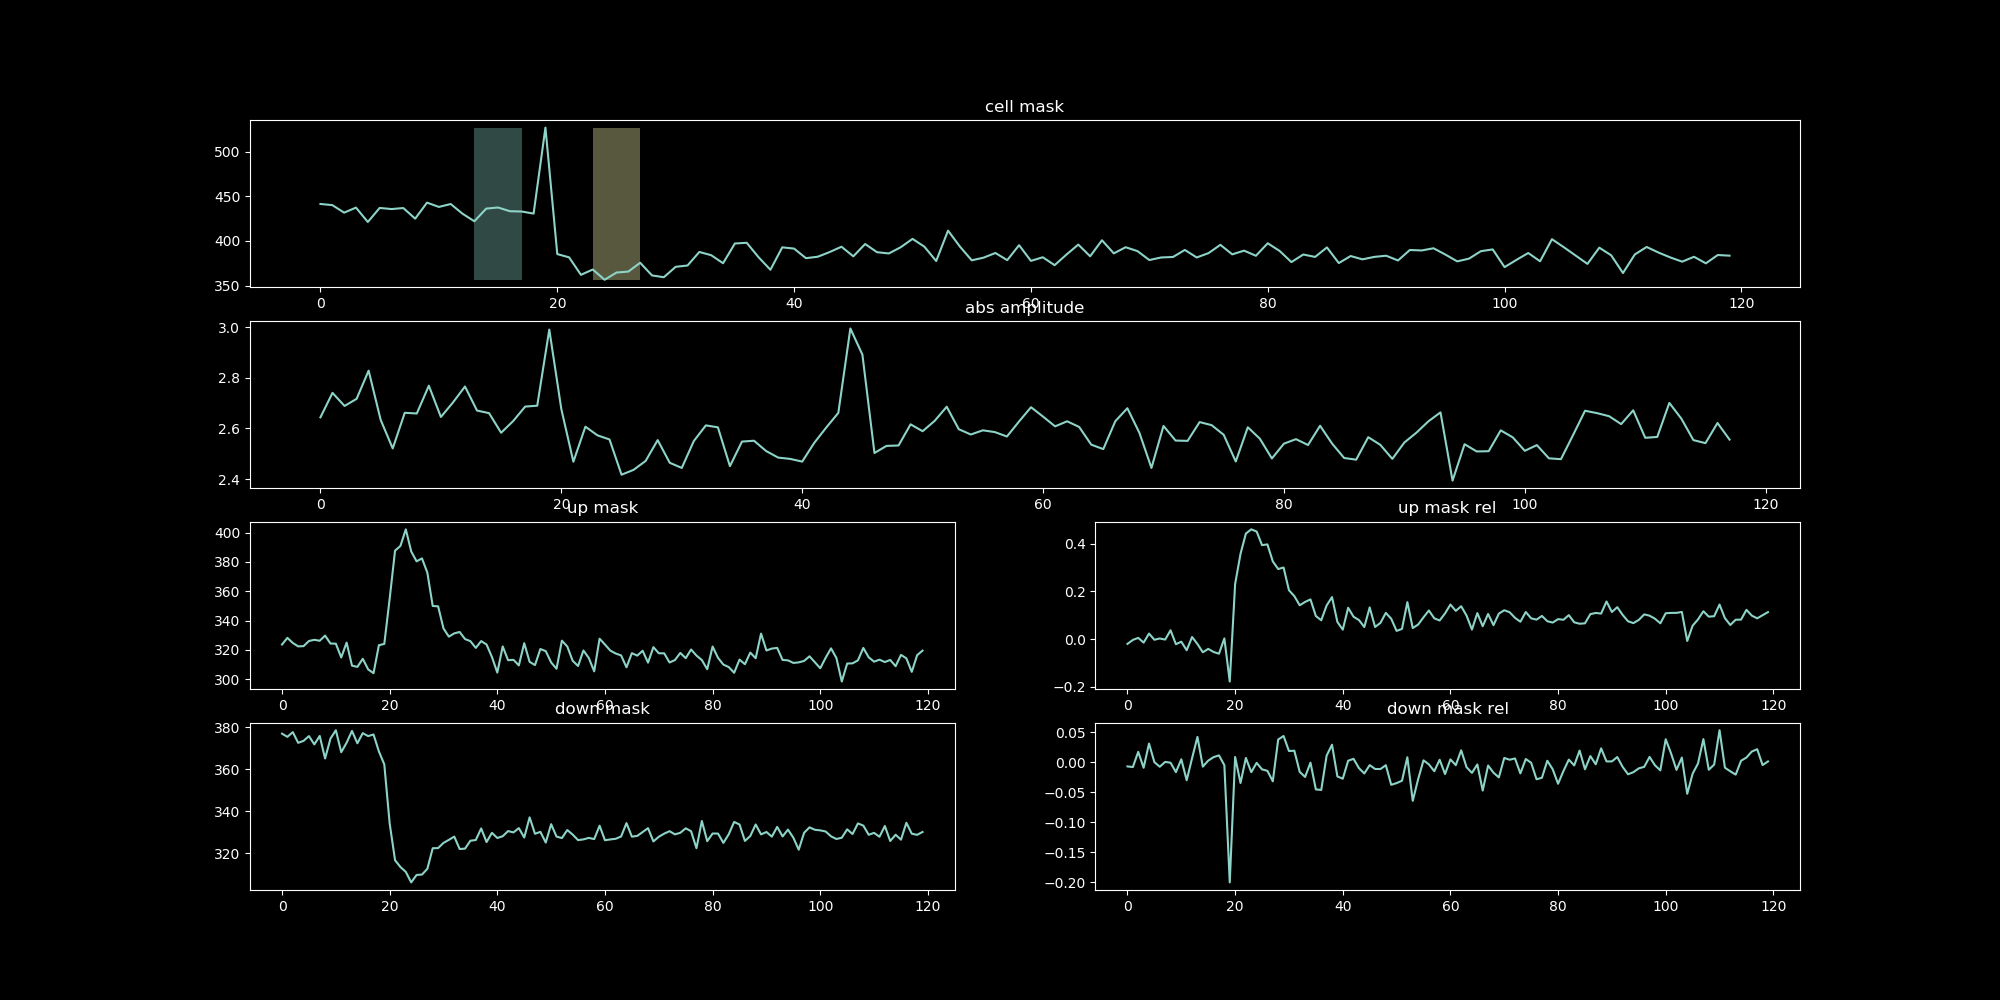 cell mask
500
450
400
350
0 20 40 60 80 100 120
abs amplitude
3.0
2.8
2.6
2.4
0 20 40 60 80 100 120
up mask
400
380
360
340
320
300
0 20 40 60 80 100 120
up mask rel
0.4
0.2
0.0
−0.2
0 20 40 60 80 100 120
down mask
380
360
340
320
0 20 40 60 80 100 120
down mask rel
0.05
0.00
−0.05
−0.10
−0.15
−0.20
0 20 40 60 80 100 120